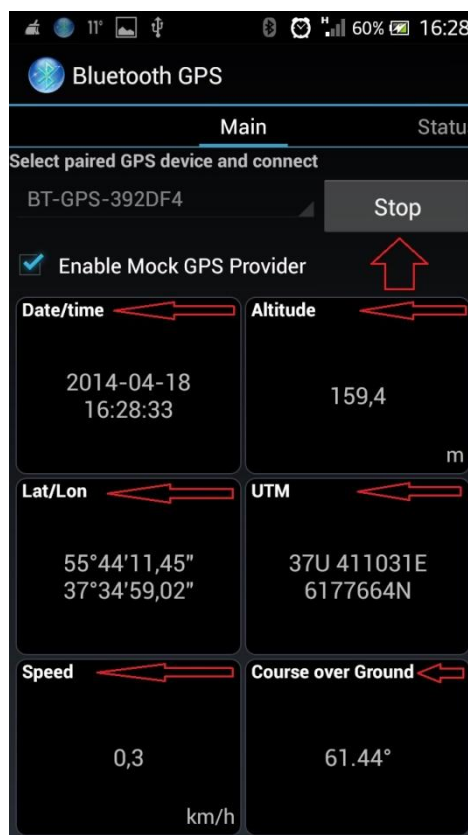 11° 60% 16:28
Bluetooth GPS
Main Statu
Select paired GPS device and connect
BT-GPS-392DF4 Stop
Enable Mock GPS Provider
Date/time Altitude
2014-04-18
16:28:33
159,4
m
Lat/Lon UTM
55°44'11,45"
37°34'59,02"
37U 411031E
6177664N
Speed Course over Ground
0,3 61.44°
km/h